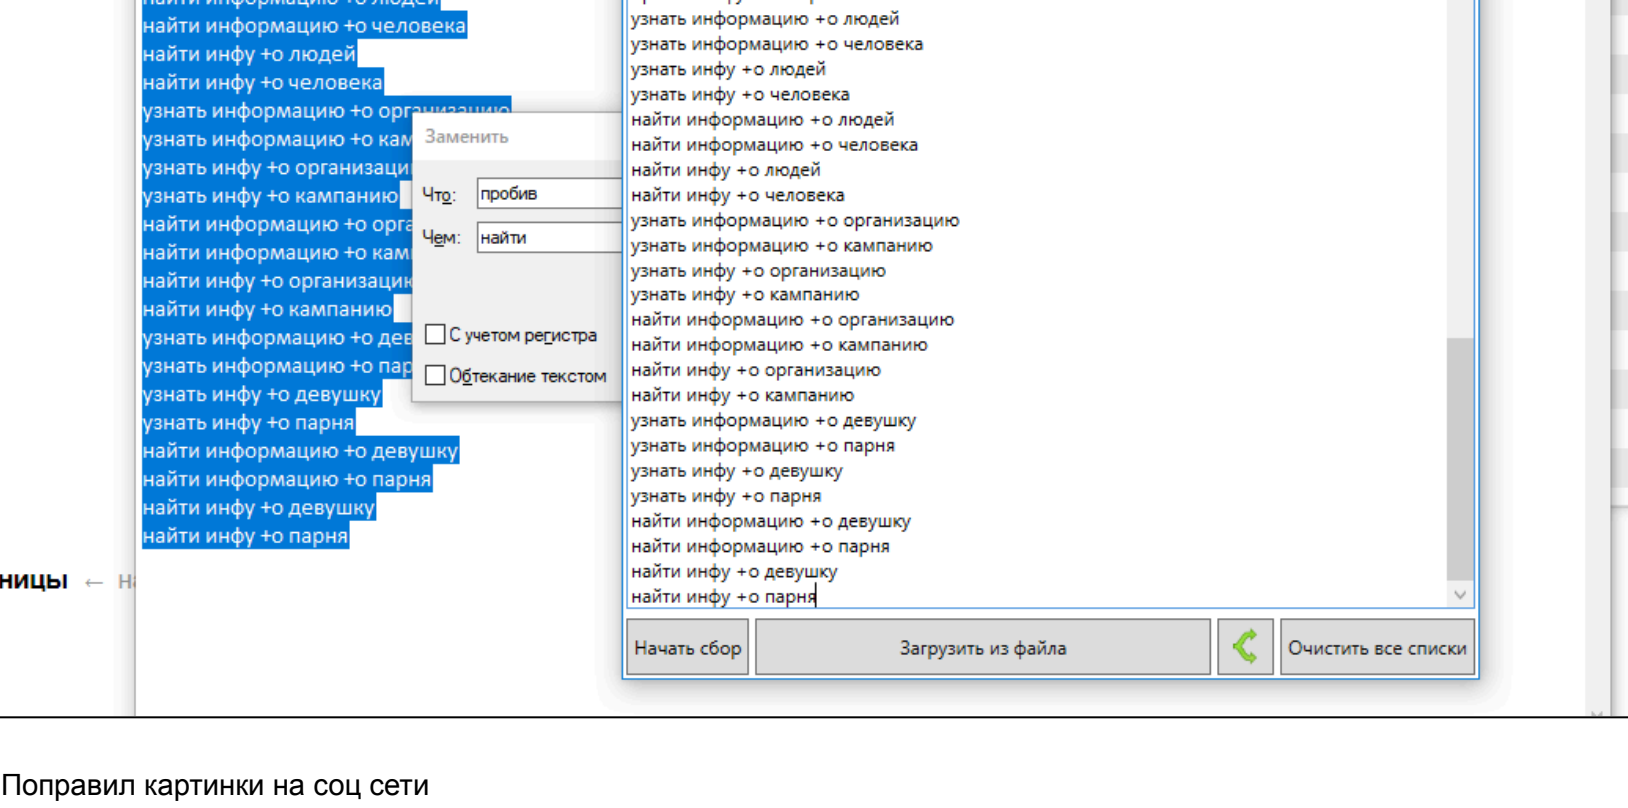 найти информацию +о людей
найти информацию +о человека
найти инфу +о людей
найти инфу +о человека
узнать информацию +о организацию
узнать информацию +о кам
узнать инфу +о организаци
узнать инфу +о кампанию
найти информацию +о орга
найти информацию +о кам
найти инфу +о организацию
найти инфу +о кампанию
узнать информацию +о дев
узнать информацию +о пар
узнать инфу +о девушку
узнать инфу +о парня
найти информацию +о девушку
найти информацию +о парня
найти инфу +о девушку
найти инфу +о парня
ницы ← на
Заменить
Что: пробив
Чем: найти
С учетом регистра
Обтекание текстом
узнать информацию +о людей
узнать информацию +о человека
узнать инфу +о людей
узнать инфу +о человека
найти информацию +о людей
найти информацию +о человека
найти инфу +о людей
найти инфу +о человека
узнать информацию +о организацию
узнать информацию +о кампанию
узнать инфу +о организацию
узнать инфу +о кампанию
найти информацию +о организацию
найти информацию +о кампанию
найти инфу +о организацию
найти инфу +о кампанию
узнать информацию +о девушку
узнать информацию +о парня
узнать инфу +о девушку
узнать инфу +о парня
найти информацию +о девушку
найти информацию +о парня
найти инфу +о девушку
найти инфу +о парня
Начать сбор
Загрузить из файла
Очистить все списки
Поправил картинки на соц сети